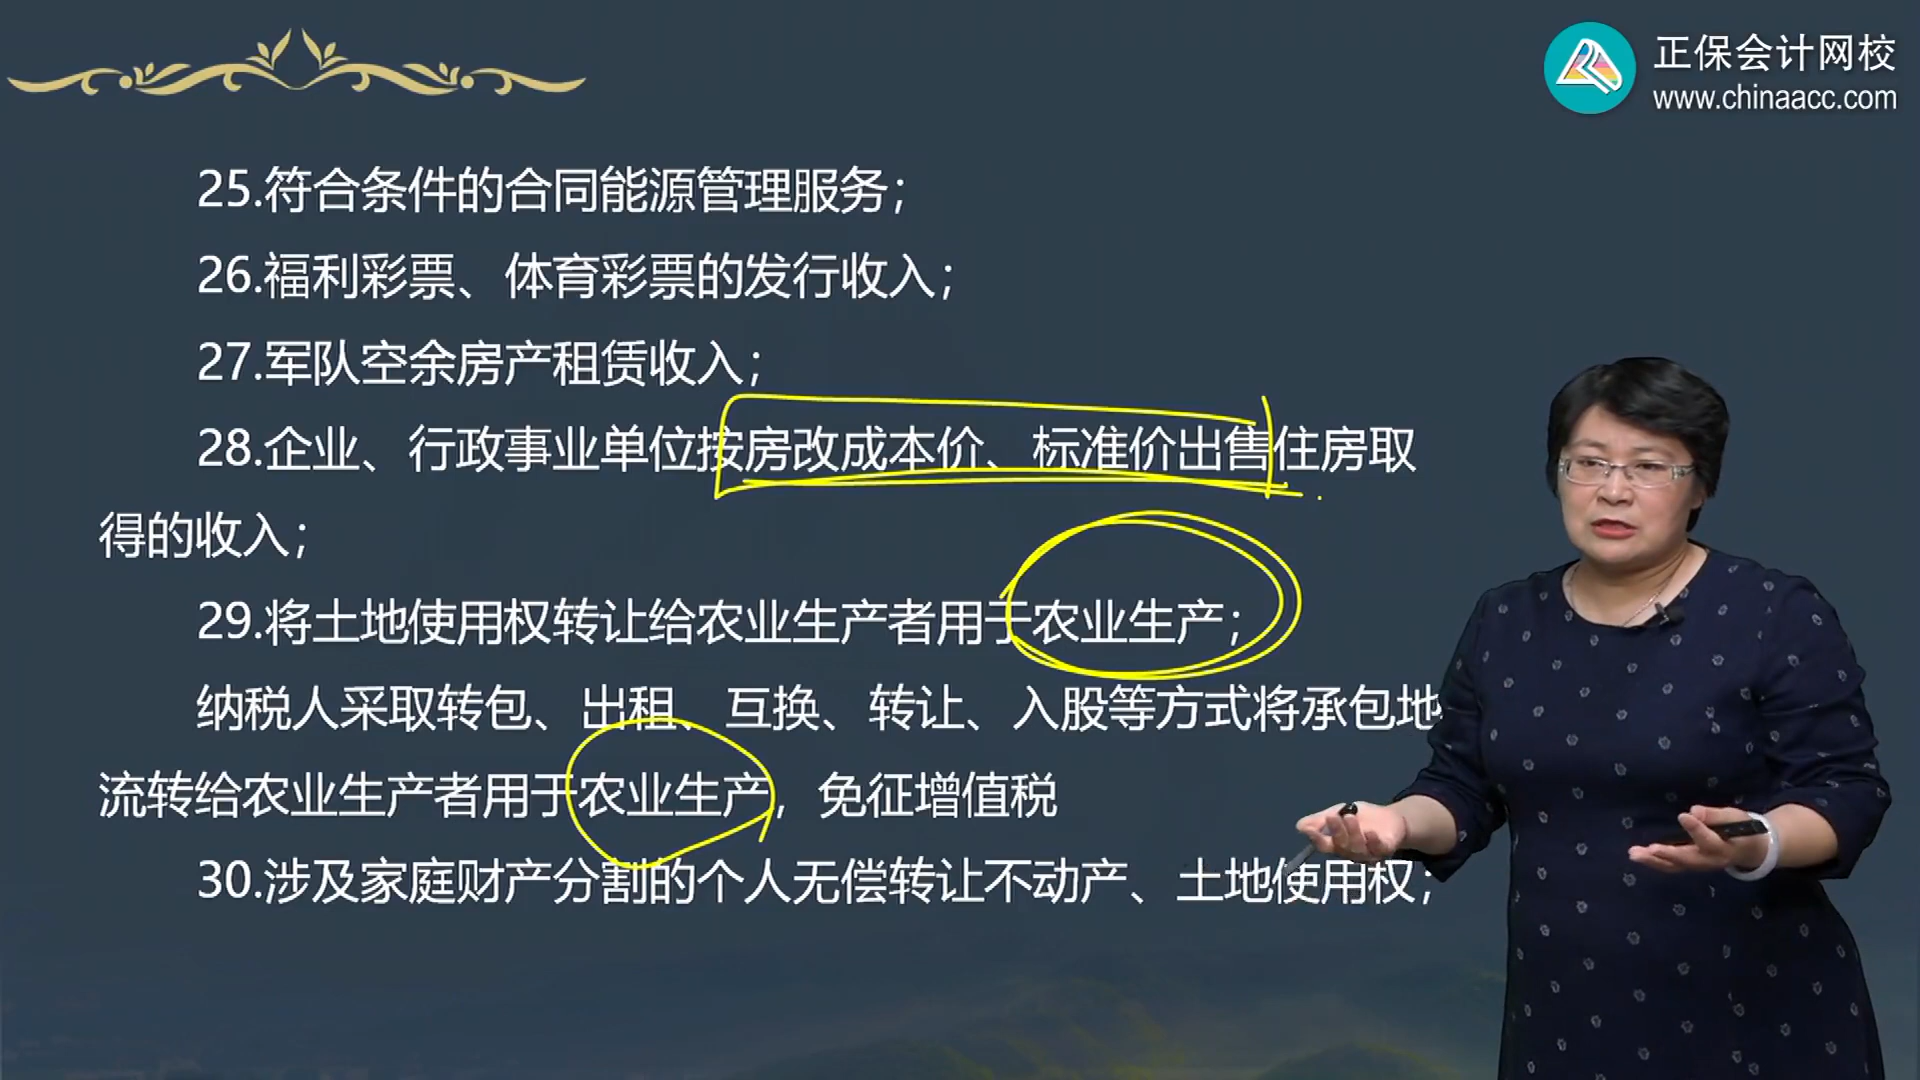 正保会计网校
www.chinaacc.com
25.符合条件的合同能源管理服务；
26.福利彩票、体育彩票的发行收入；
27.军队空余房产租赁收入；
28.企业、行政事业单位按房改成本价、标准价出售住房取
得的收入；
29.将土地使用权转让给农业生产者用于农业生产；
纳税人采取转包、出租、互换、转让、入股等方式将承包地
流转给农业生产者用于农业生产，免征增值税
30.涉及家庭财产分割的个人无偿转让不动产、土地使用权；